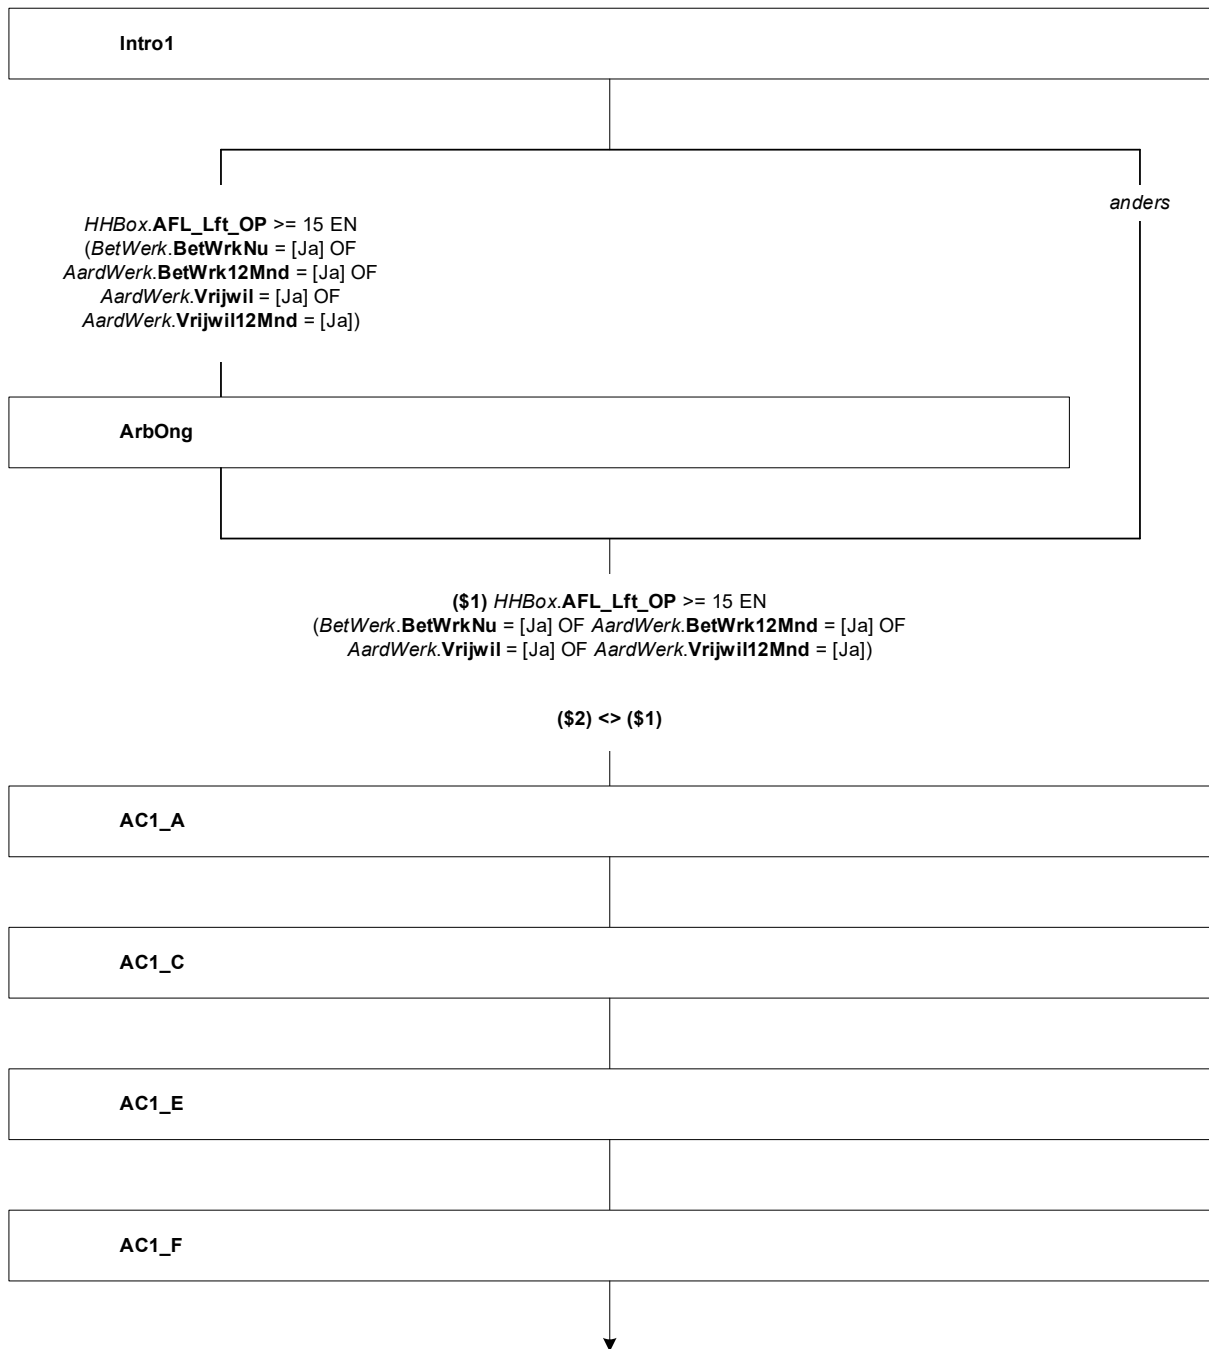 Intro1
anders
HHBox.AFL_Lft_OP >= 15 EN
(BetWerk.BetWrkNu = [Ja] OF
AardWerk.BetWrk12Mnd = [Ja] OF
AardWerk.Vrijwil = [Ja] OF
AardWerk.Vrijwil12Mnd = [Ja])
ArbOng
($1) HHBox.AFL_Lft_OP >= 15 EN
(BetWerk.BetWrkNu = [Ja] OF AardWerk.BetWrk12Mnd = [Ja] OF
AardWerk.Vrijwil = [Ja] OF AardWerk.Vrijwil12Mnd = [Ja])
($2) <> ($1)
AC1_A
AC1_C
AC1_E
AC1_F